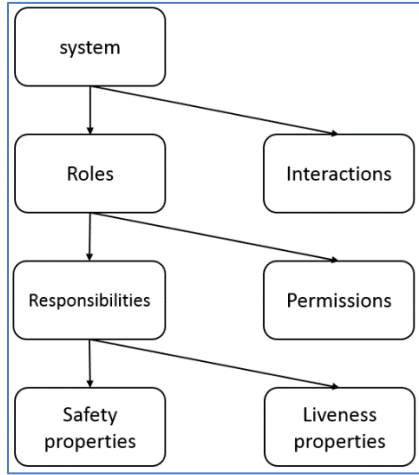 system
Roles
Interactions
Responsibilities
Permissions
Safety
properties
Liveness
properties